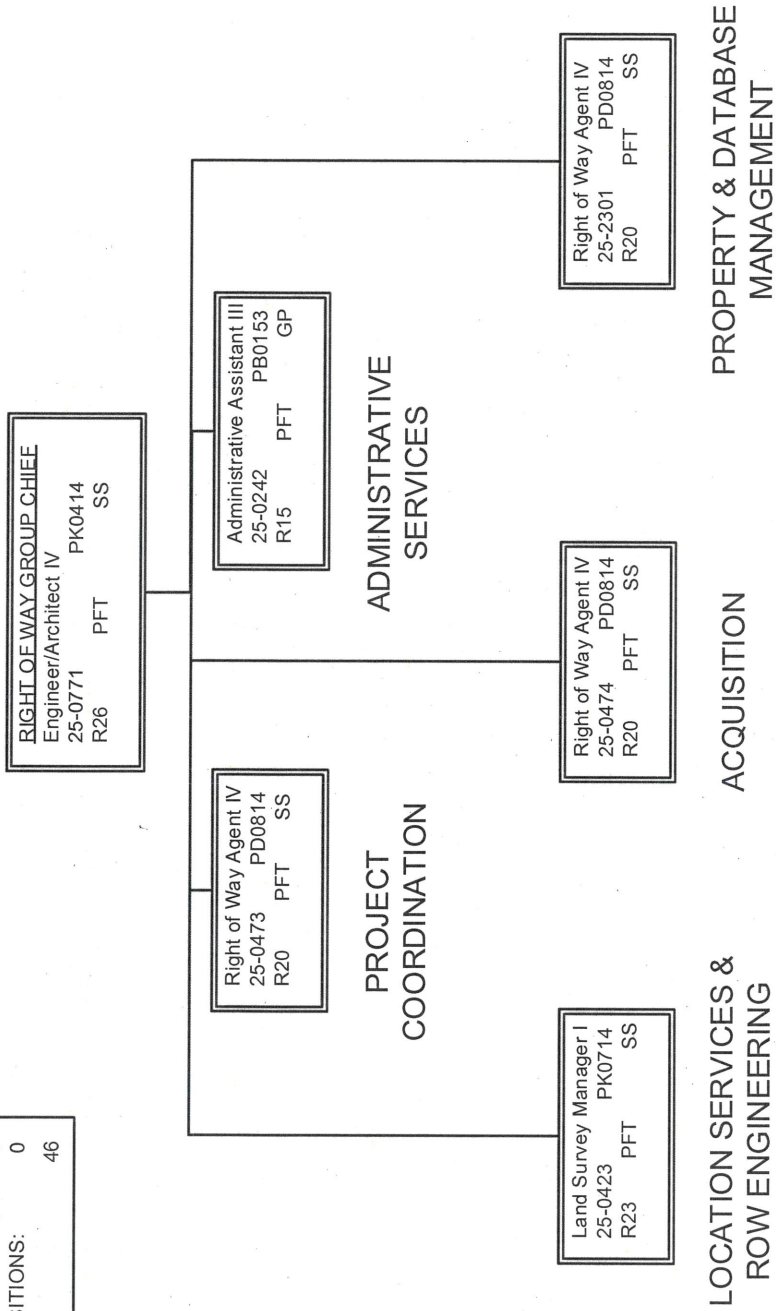 SITIONS: 0
46
RIGHT OF WAY GROUP CHIEF
Engineer/Architect IV
25-0771 PK0414
R26 PFT SS
Right of Way Agent IV
25-0473 PD0814
R20 PFT SS
PROJECT
COORDINATION
Administrative Assistant III
25-0242 PB0153
R15 PFT GP
ADMINISTRATIVE
SERVICES
Land Survey Manager I
25-0423 PK0714
R23 PFT SS
LOCATION SERVICES &
ROW ENGINEERING
Right of Way Agent IV
25-0474 PD0814
R20 PFT SS
ACQUISITION
Right of Way Agent IV
25-2301 PD0814
R20 PFT SS
PROPERTY & DATABASE
MANAGEMENT